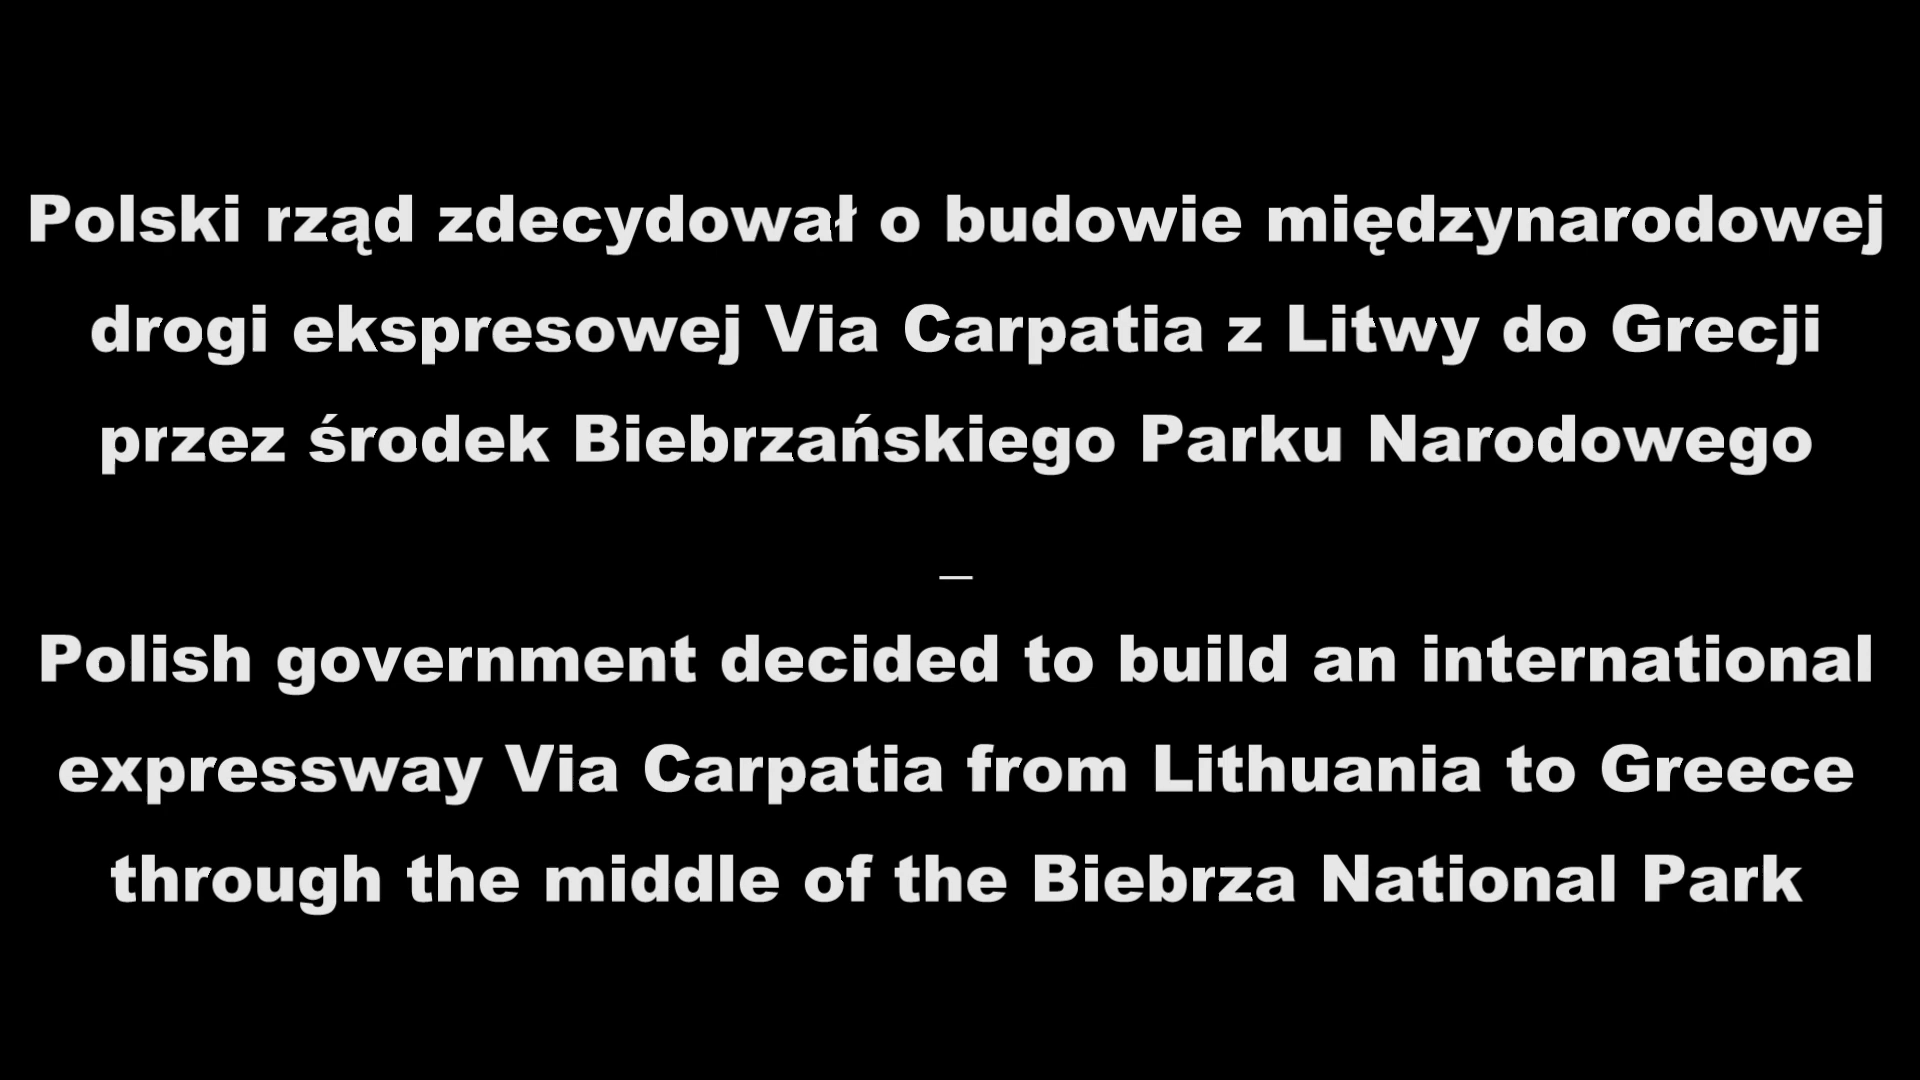 Polski rząd zdecydował o budowie międzynarodowej
drogi ekspresowej Via Carpatia z Litwy do Grecji
przez środek Biebrzańskiego Parku Narodowego
_
Polish government decided to build an international
expressway Via Carpatia from Lithuania to Greece
through the middle of the Biebrza National Park